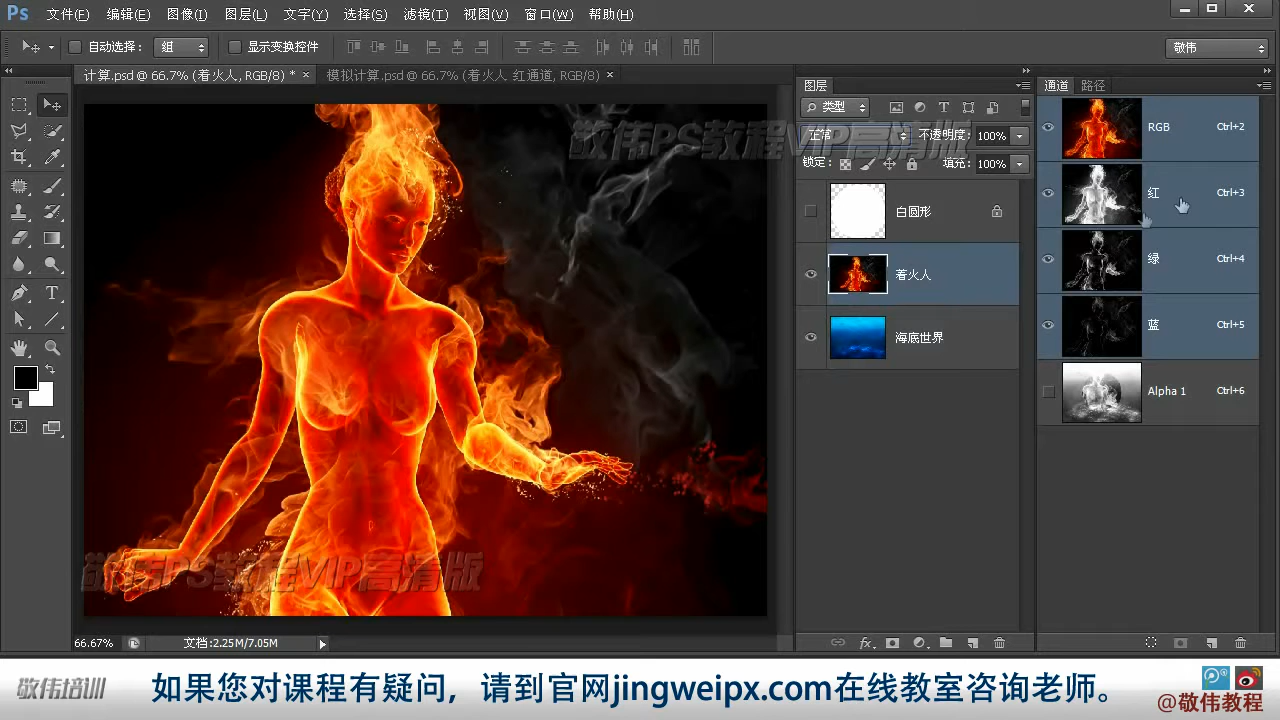 Ps 文件(F) 编辑(E) 图像(I) 图层(L) 文字(Y) 选择(S) 滤镜(T) 视图(V) 窗口(W) 帮助(H)
自动选择: 组 显示变换控件 敬伟
计算.psd @ 66.7% (着火人, RGB/8) * × 模拟计算.psd @ 66.7% (着火人 红通道, RGB/8) ×
图层 通道 路径
类型
正常 不透明度: 100%
锁定: 填充: 100%
敬伟PS教程VIP高清版
RGB Ctrl+2
红 Ctrl+3
白圆形
绿 Ctrl+4
着火人
蓝 Ctrl+5
海底世界
Alpha 1 Ctrl+6
敬伟PS教程VIP高清版
66.67% 文档:2.25M/7.05M
敬伟培训 如果您对课程有疑问，请到官网jingweipx.com在线教室咨询老师。
@敬伟教程